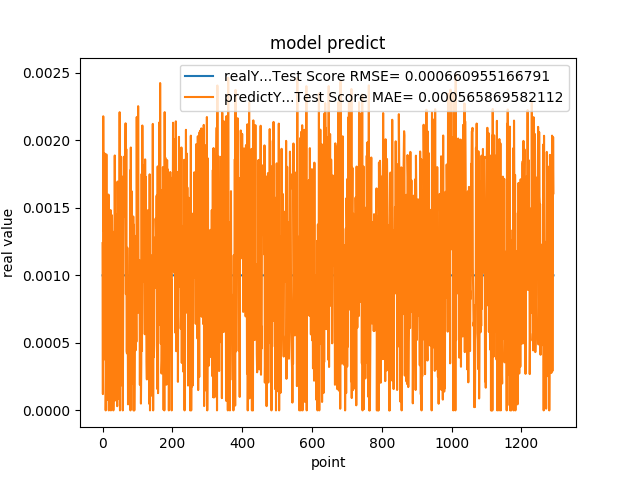 model predict
realY...Test Score RMSE= 0.000660955166791
predictY...Test Score MAE= 0.000565869582112
0.0025
0.0020
0.0015
0.0010
0.0005
0.0000
real value
0 200 400 600 800 1000 1200
point